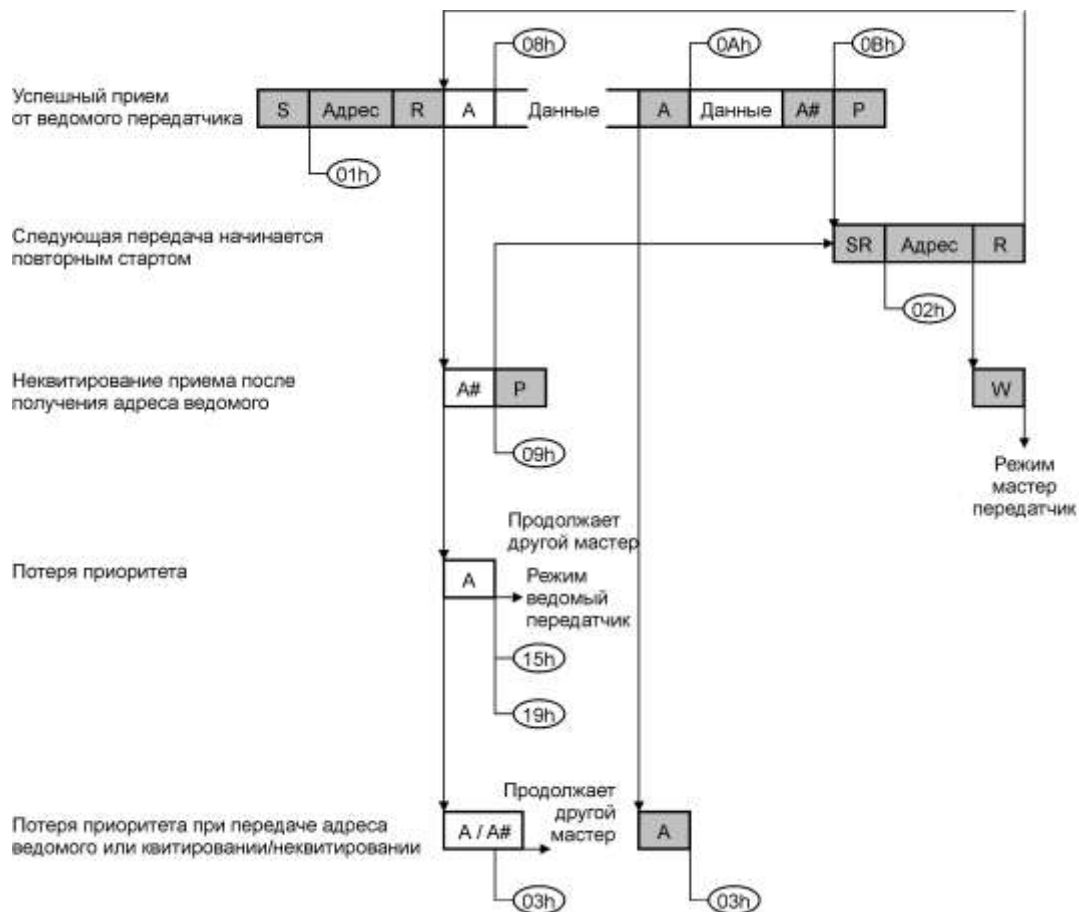 08h
0Ah
0Bh
Успешный прием
от ведомого передатчика
S Адрес R A Данные A Данные A# P
01h
Следующая передача начинается
повторным стартом
SR Адрес R
02h
Неквитирование приема после
получения адреса ведомого
A# P
W
09h
Режим
мастер
передатчик
Продолжает
другой мастер
Потеря приоритета
A
Режим
ведомый
передатчик
15h
19h
Продолжает
другой
мастер
Потеря приоритета при передаче адреса
ведомого или квитировании/неквитировании
A / A#
A
03h
03h